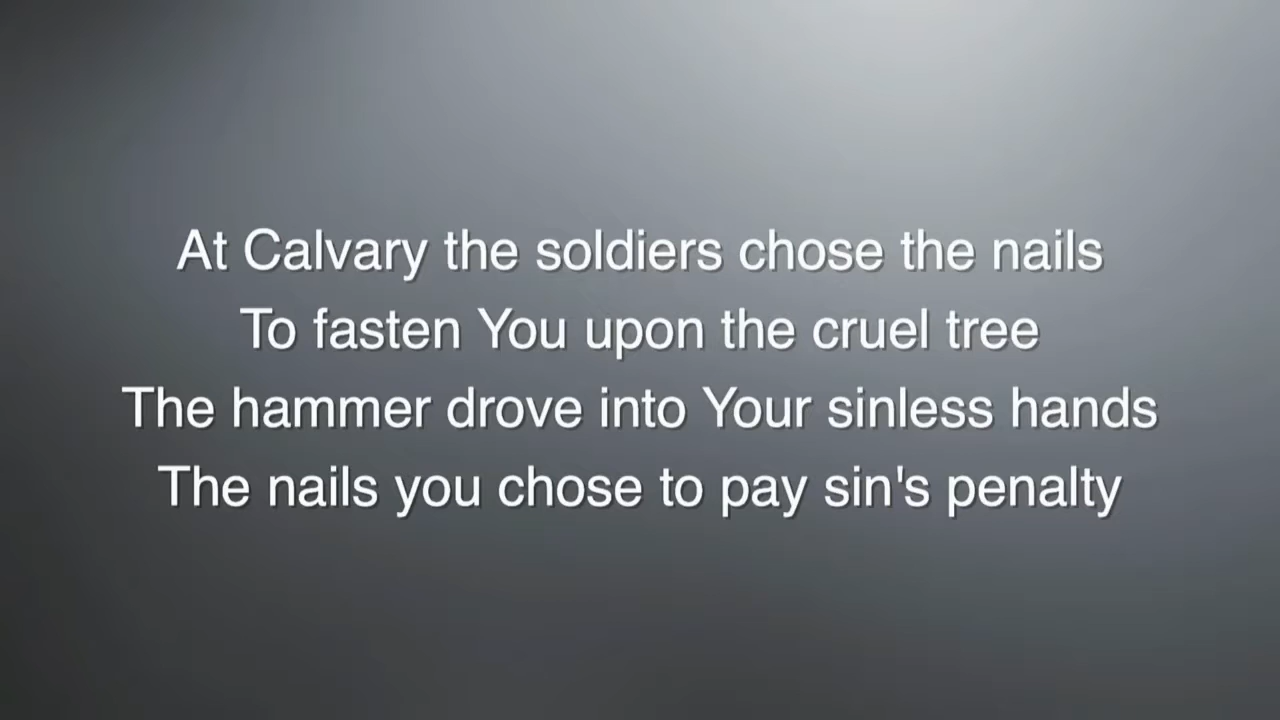 At Calvary the soldiers chose the nails
To fasten You upon the cruel tree
The hammer drove into Your sinless hands
The nails you chose to pay sin's penalty